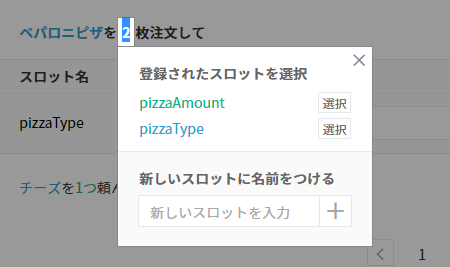 ペパロニピザを 2 枚注文して
スロット名
pizzaType
チーズを1つ頼ん
登録されたスロットを選択
pizzaAmount 選択
pizzaType 選択
新しいスロットに名前をつける
新しいスロットを入力 +
< 1